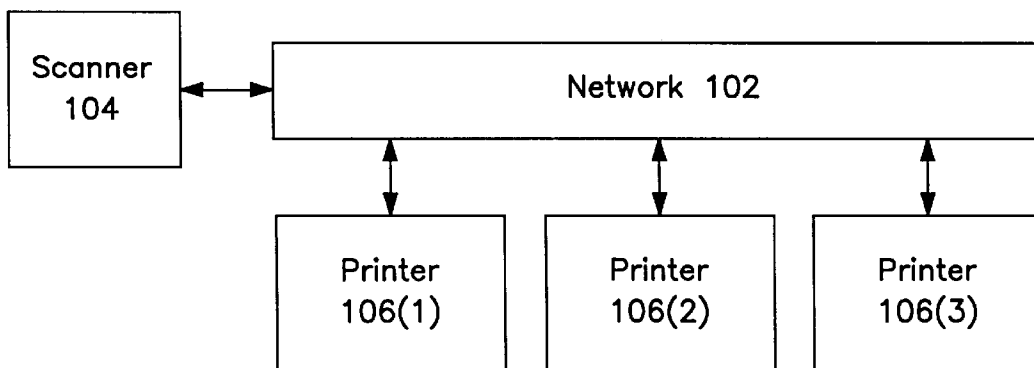 Scanner
104
Network 102
Printer
106(1)
Printer
106(2)
Printer
106(3)